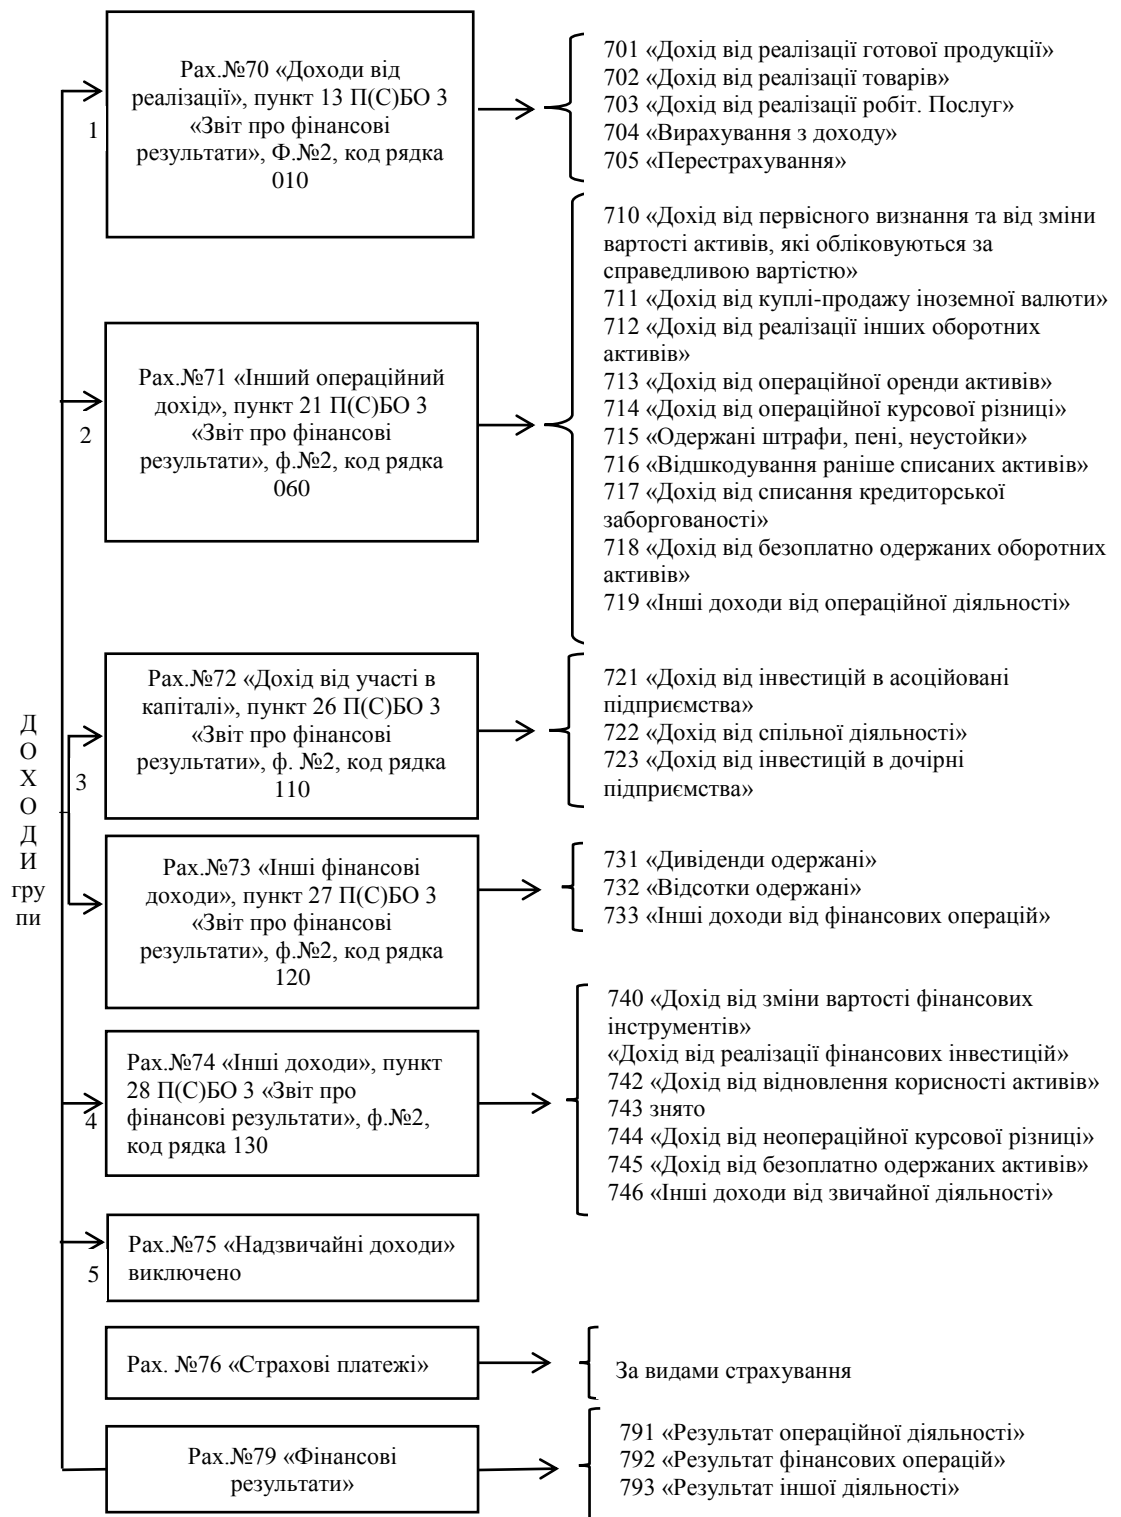 Рах.№70 «Доходи від
реалізації», пункт 13 П(С)БО 3
«Звіт про фінансові
результати», Ф.№2, код рядка
010
1
701 «Дохід від реалізації готової продукції»
702 «Дохід від реалізації товарів»
703 «Дохід від реалізації робіт. Послуг»
704 «Вирахування з доходу»
705 «Перестрахування»
Рах.№71 «Інший операційний
дохід», пункт 21 П(С)БО 3
«Звіт про фінансові
результати», ф.№2, код рядка
060
2
710 «Дохід від первісного визнання та від зміни
вартості активів, які обліковуються за
справедливою вартістю»
711 «Дохід від куплі-продажу іноземної валюти»
712 «Дохід від реалізації інших оборотних
активів»
713 «Дохід від операційної оренди активів»
714 «Дохід від операційної курсової різниці»
715 «Одержані штрафи, пені, неустойки»
716 «Відшкодування раніше списаних активів»
717 «Дохід від списання кредиторської
заборгованості»
718 «Дохід від безоплатно одержаних оборотних
активів»
719 «Інші доходи від операційної діяльності»
Д
О
Х
О
Д
И
гру
пи
Рах.№72 «Дохід від участі в
капіталі», пункт 26 П(С)БО 3
«Звіт про фінансові
результати», ф. №2, код рядка
110
3
721 «Дохід від інвестицій в асоційовані
підприємства»
722 «Дохід від спільної діяльності»
723 «Дохід від інвестицій в дочірні
підприємства»
Рах.№73 «Інші фінансові
доходи», пункт 27 П(С)БО 3
«Звіт про фінансові
результати», ф.№2, код рядка
120
731 «Дивіденди одержані»
732 «Відсотки одержані»
733 «Інші доходи від фінансових операцій»
Рах.№74 «Інші доходи», пункт
28 П(С)БО 3 «Звіт про
фінансові результати», ф.№2,
код рядка 130
4
740 «Дохід від зміни вартості фінансових
інструментів»
«Дохід від реалізації фінансових інвестицій»
742 «Дохід від відновлення корисності активів»
743 знято
744 «Дохід від неопераційної курсової різниці»
745 «Дохід від безоплатно одержаних активів»
746 «Інші доходи від звичайної діяльності»
Рах.№75 «Надзвичайні доходи»
виключено
5
Рах. №76 «Страхові платежі»
За видами страхування
Рах.№79 «Фінансові
результати»
791 «Результат операційної діяльності»
792 «Результат фінансових операцій»
793 «Результат іншої діяльності»